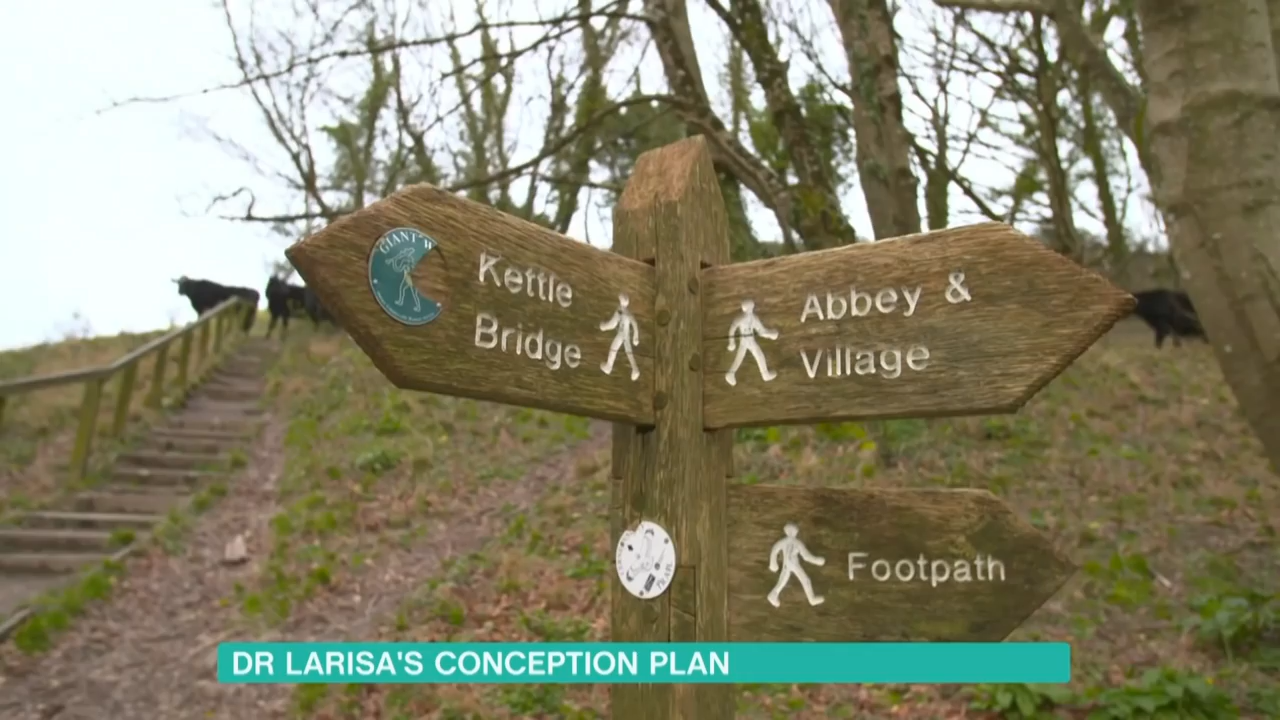 GIANT W
Kettle
Bridge
Abbey &
Village
Footpath
DR LARISA'S CONCEPTION PLAN